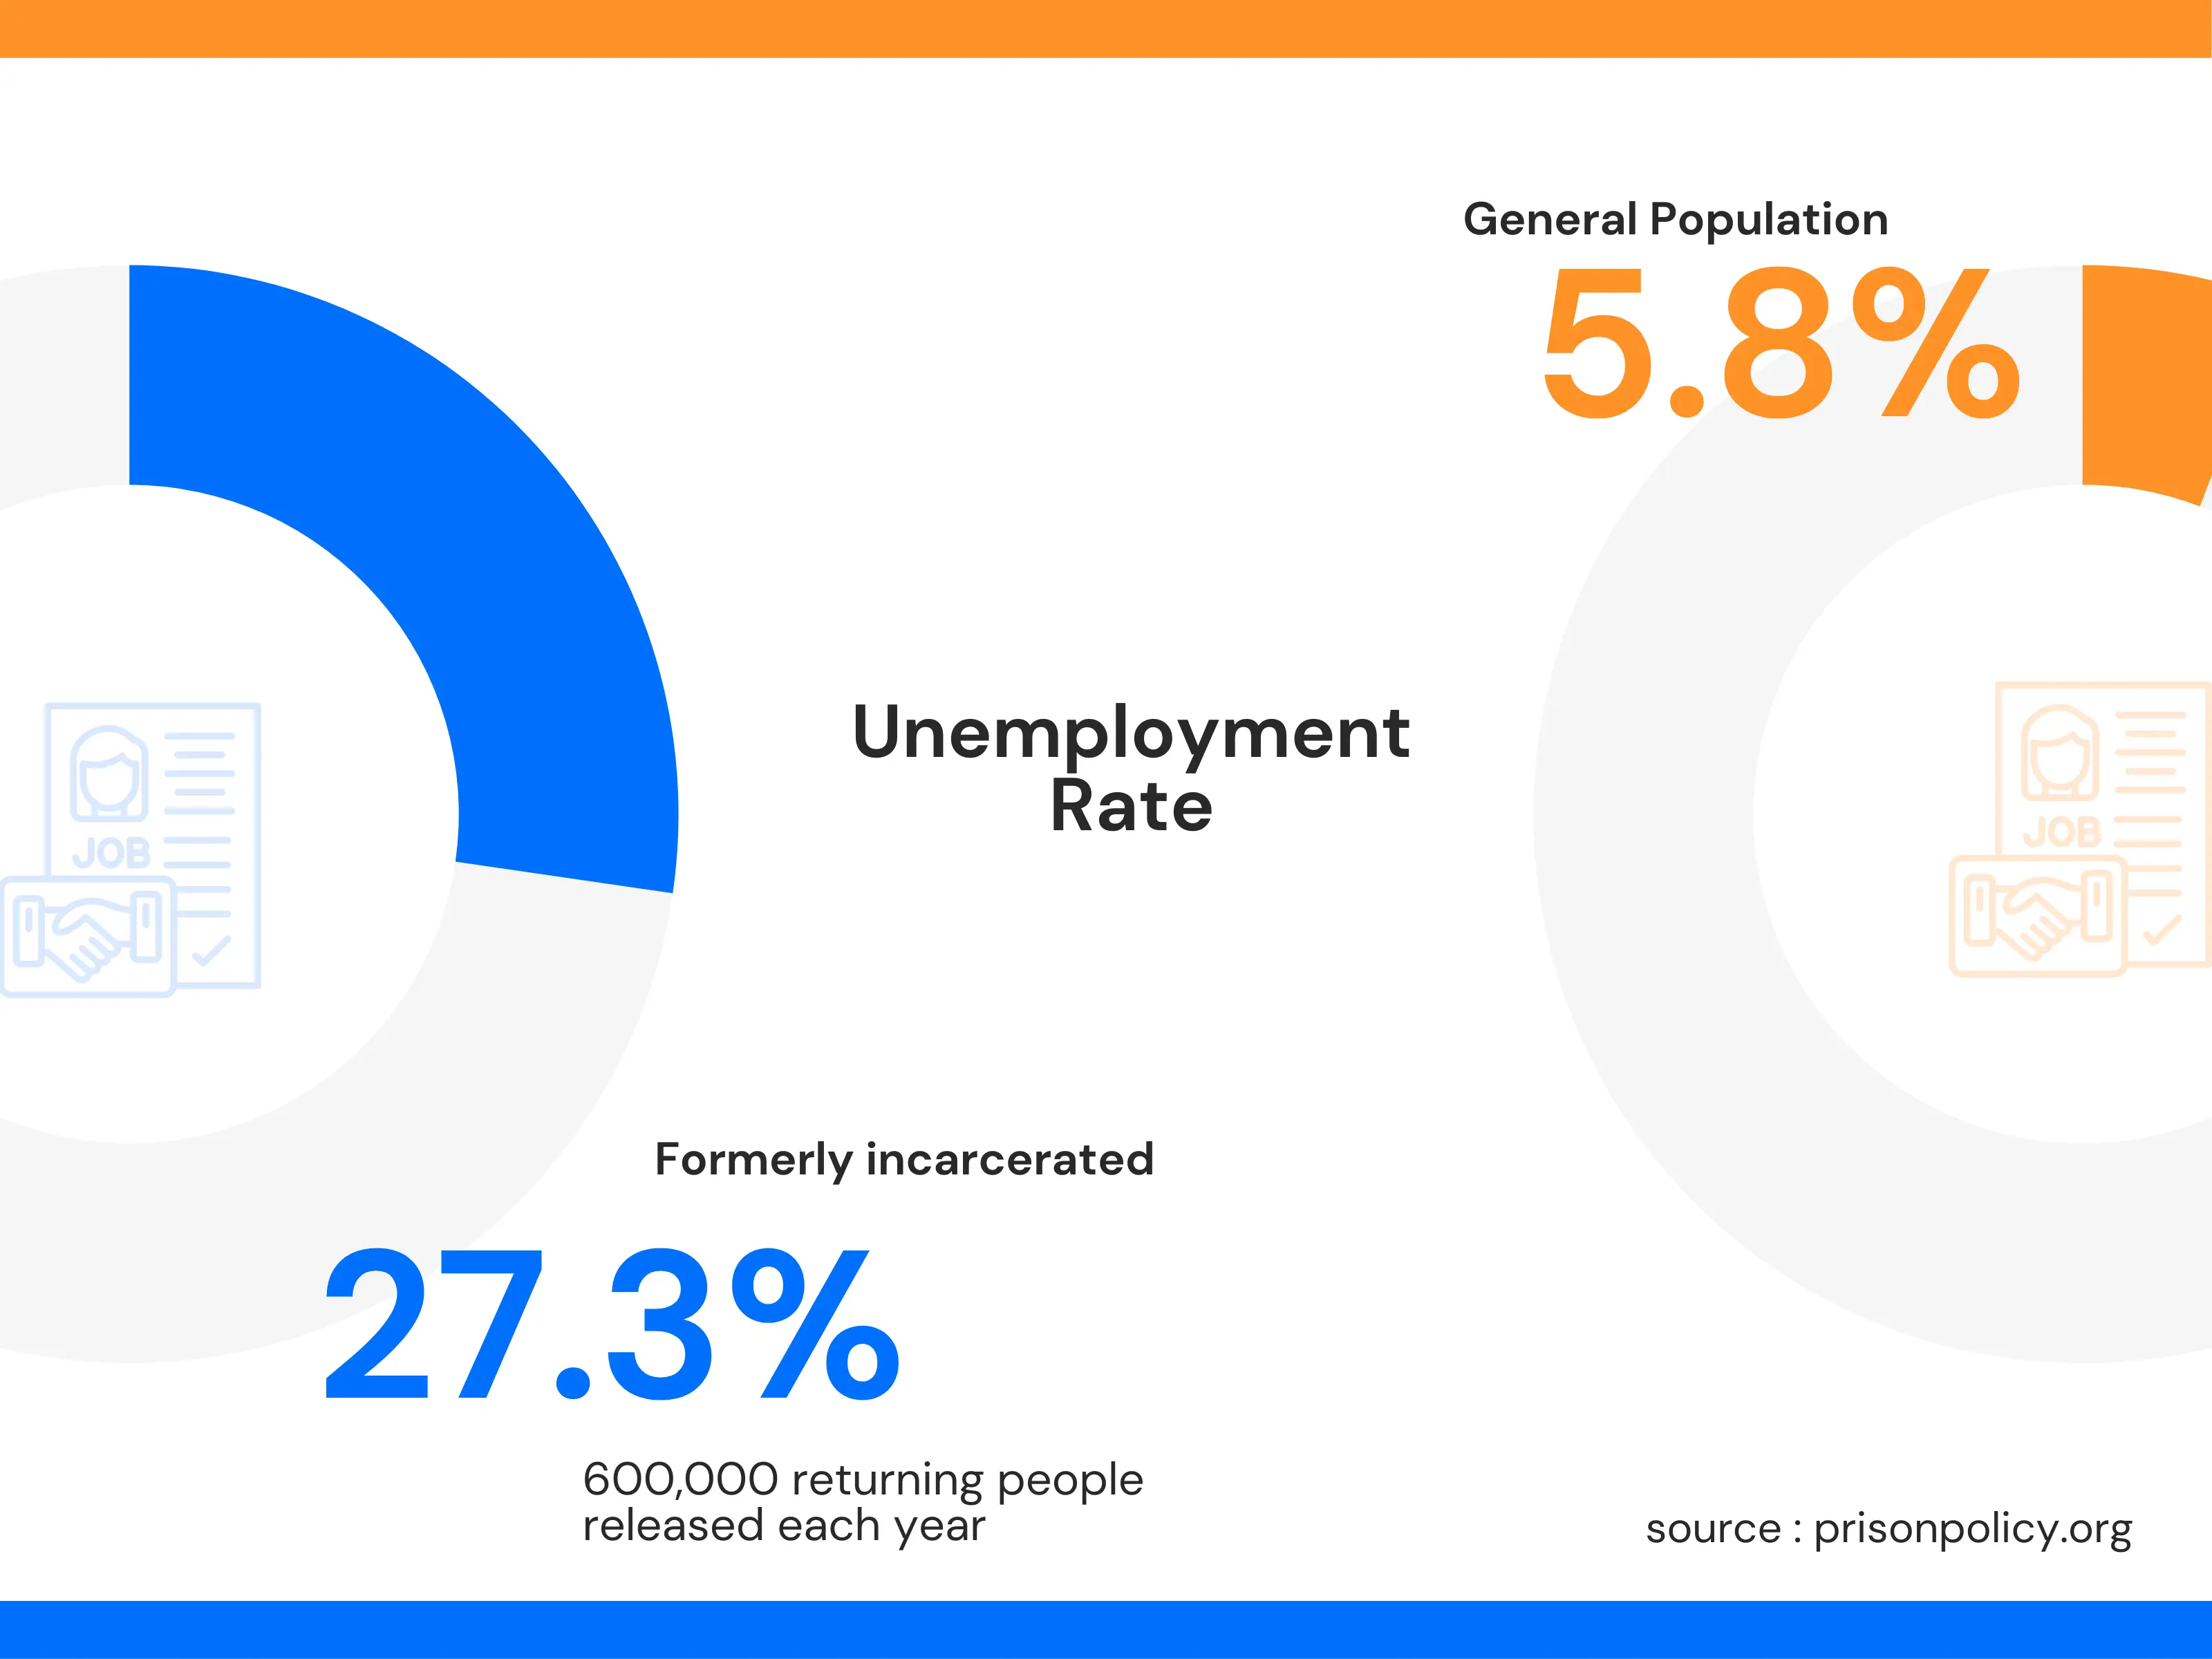 General Population
5.8%
JOB
JOB
Unemployment
Rate
Formerly incarcerated
27.3%
600,000 returning people
released each year
source : prisonpolicy.org